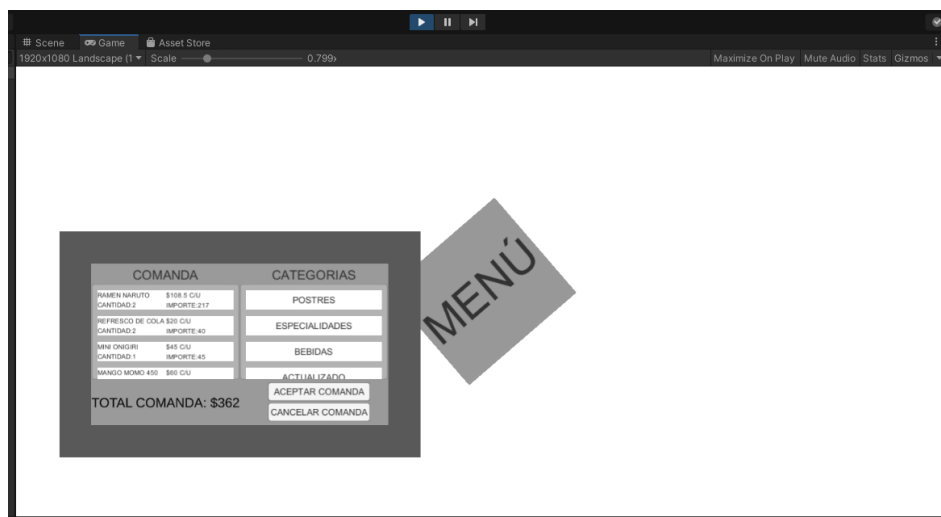 Scene Game Asset Store
1920x1080 Landscape (1 Scale 0.799x
Maximize On Play Mute Audio Stats Gizmos
MENÚ
COMANDA
RAMEN NARUTO $108.5 C/U
CANTIDAD:2 IMPORTE:217
REFRESCO DE COLA $20 C/U
CANTIDAD:2 IMPORTE:40
MINI ONIGIRI $45 C/U
CANTIDAD:1 IMPORTE:45
MANGO MOMO 450 $60 C/U
TOTAL COMANDA: $362
CATEGORIAS
POSTRES
ESPECIALIDADES
BEBIDAS
ACTUALIZADO
ACEPTAR COMANDA
CANCELAR COMANDA